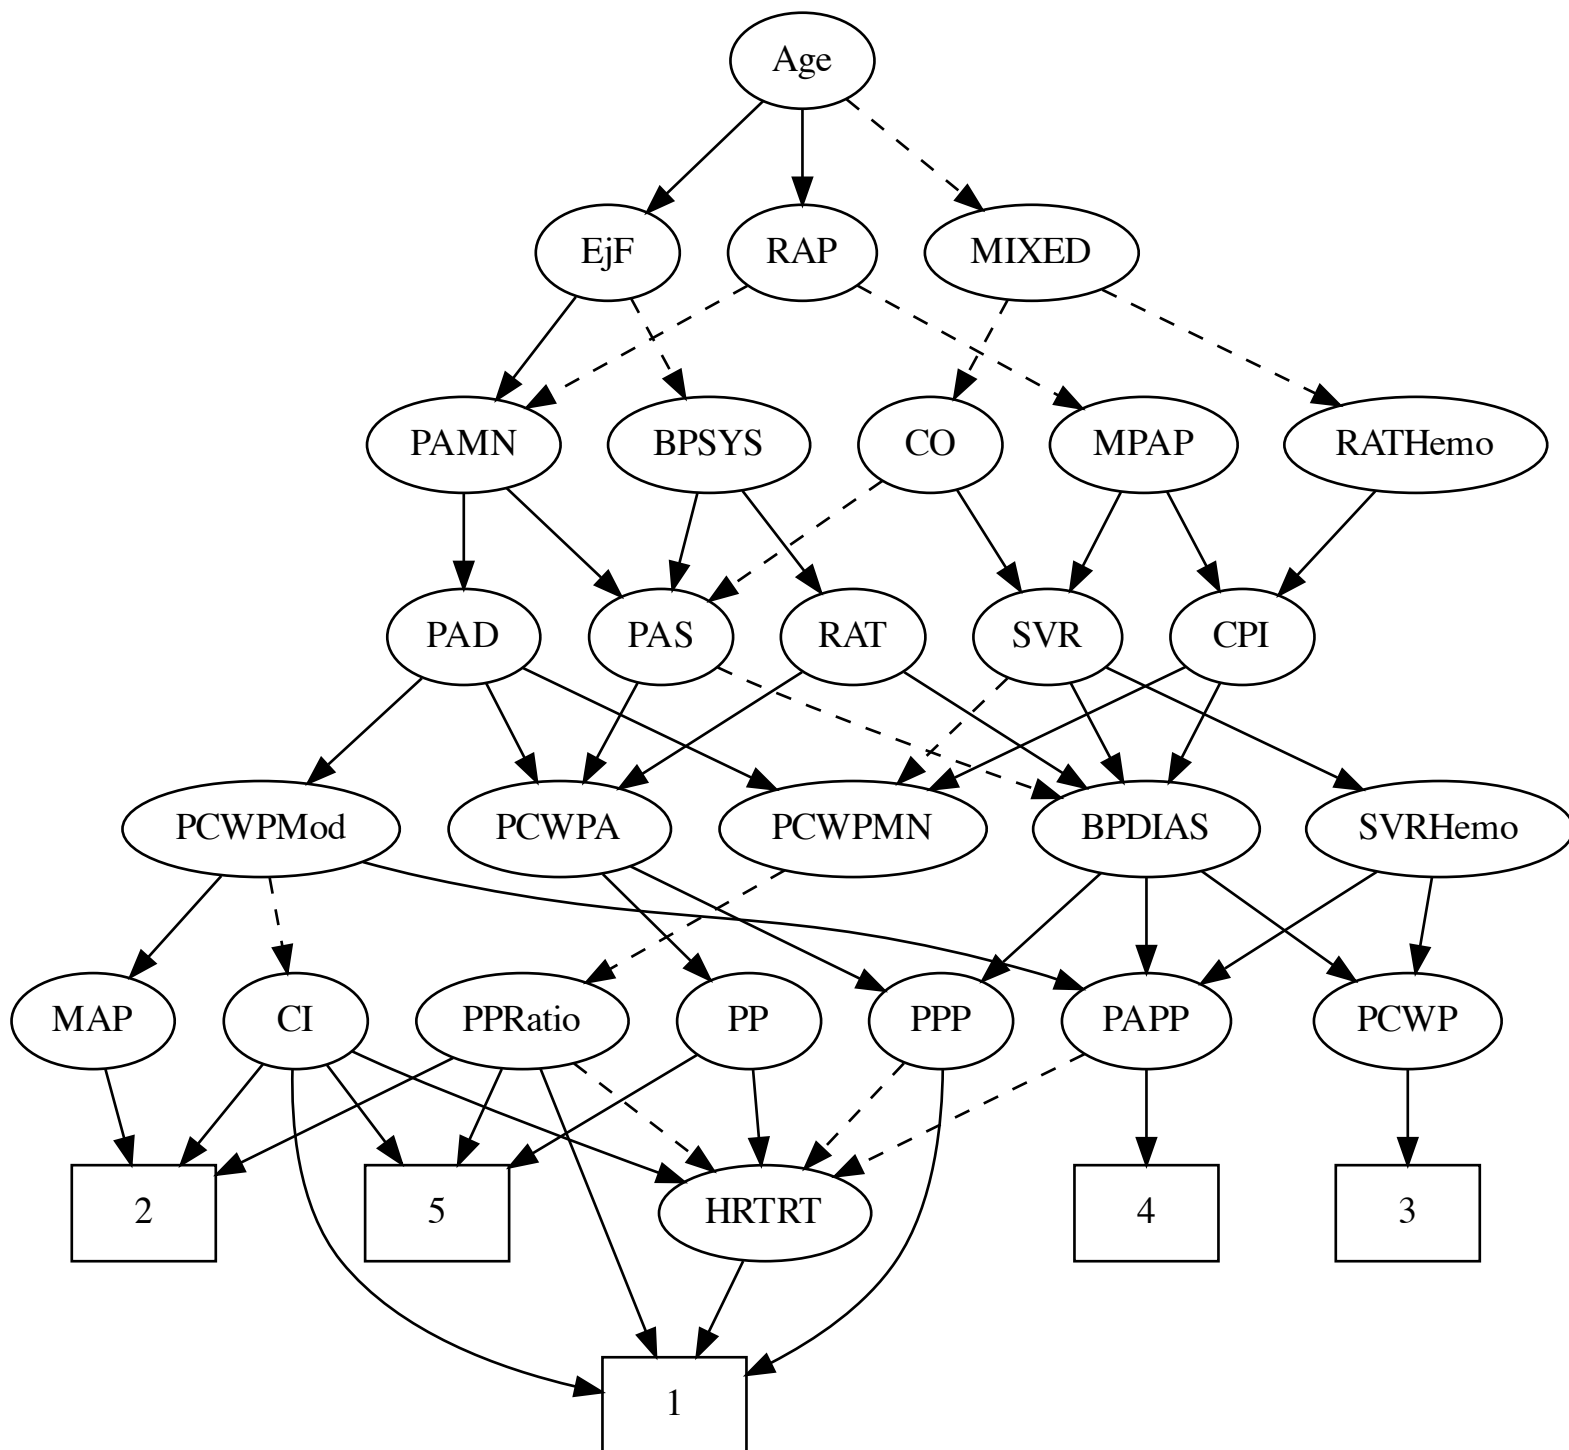 Age
EjF
RAP
MIXED
PAMN
BPSYS
CO
MPAP
RATHemo
PAD
PAS
RAT
SVR
CPI
PCWPMod
PCWPA
PCWPMN
BPDIAS
SVRHemo
MAP
CI
PPRatio
PP
PPP
PAPP
PCWP
2
5
HRTRT
4
3
1